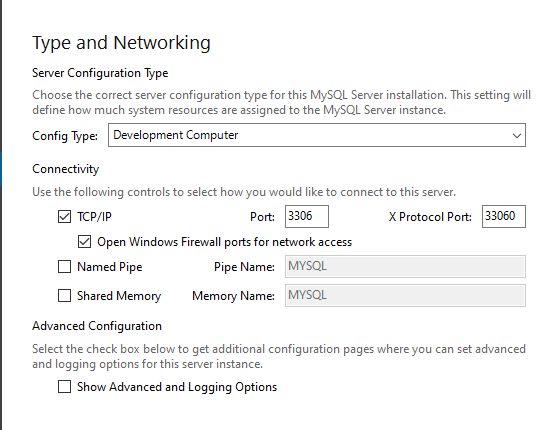 Type and Networking
Server Configuration Type
Choose the correct server configuration type for this MySQL Server installation. This setting will
define how much system resources are assigned to the MySQL Server instance.
Config Type: Development Computer
Connectivity
Use the following controls to select how you would like to connect to this server.
TCP/IP Port: 3306 X Protocol Port: 33060
Open Windows Firewall ports for network access
Named Pipe Pipe Name: MYSQL
Shared Memory Memory Name: MYSQL
Advanced Configuration
Select the check box below to get additional configuration pages where you can set advanced
and logging options for this server instance.
Show Advanced and Logging Options